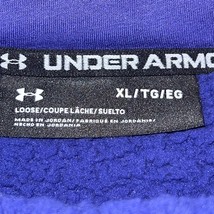 UNDER ARMO
XL/TG/EG
LOOSE/COUPE LÂCHE/SUELTO
MADE IN JORDAN/FABRIQUÉ EN JORDANIE/
HECHO EN JORDANIA